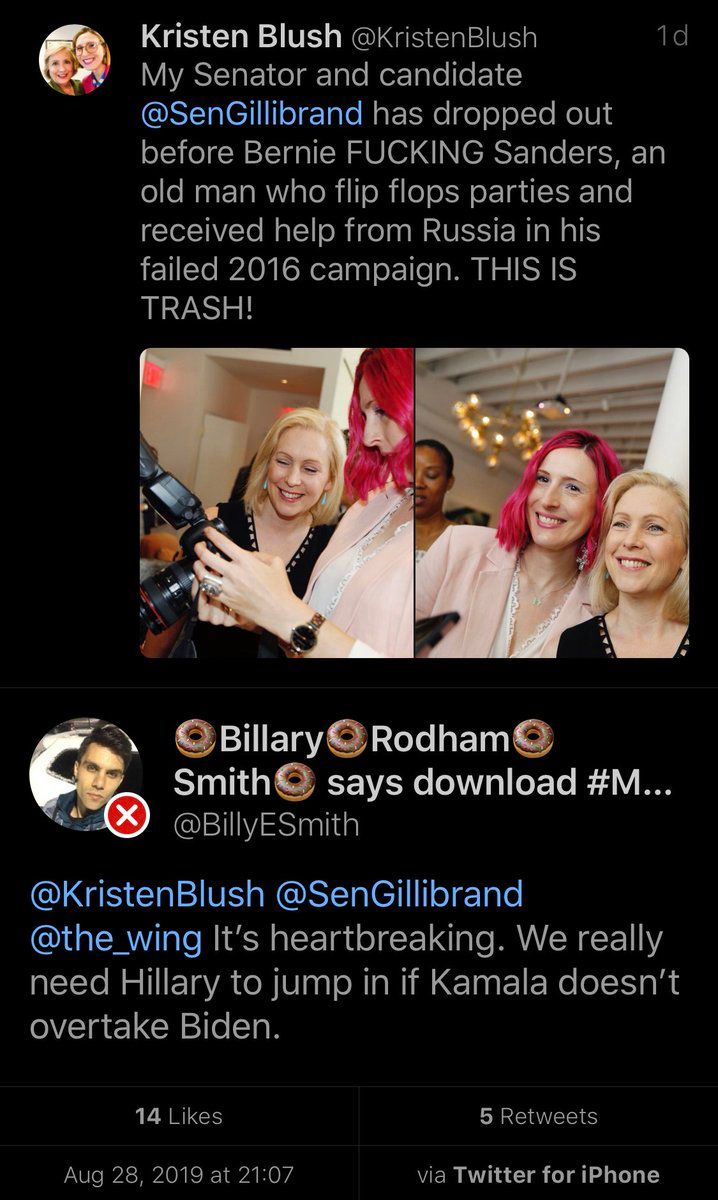 Kristen Blush @KristenBlush 1d
My Senator and candidate
@SenGillibrand has dropped out
before Bernie FUCKING Sanders, an
old man who flip flops parties and
received help from Russia in his
failed 2016 campaign. THIS IS
TRASH!
🍩Billary🍩Rodham🍩
Smith🍩 says download #M...
@BillyESmith
@KristenBlush @SenGillibrand
@the_wing It’s heartbreaking. We really
need Hillary to jump in if Kamala doesn’t
overtake Biden.
14 Likes 5 Retweets
Aug 28, 2019 at 21:07 via Twitter for iPhone